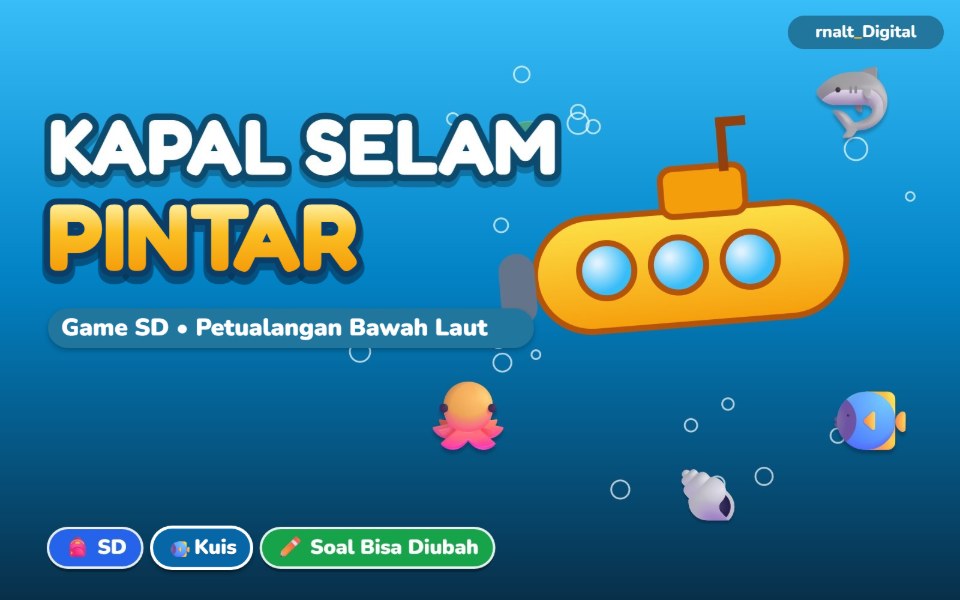 rnalt_Digital
KAPAL SELAM
PINTAR
Game SD • Petualangan Bawah Laut
SD
Kuis
Soal Bisa Diubah